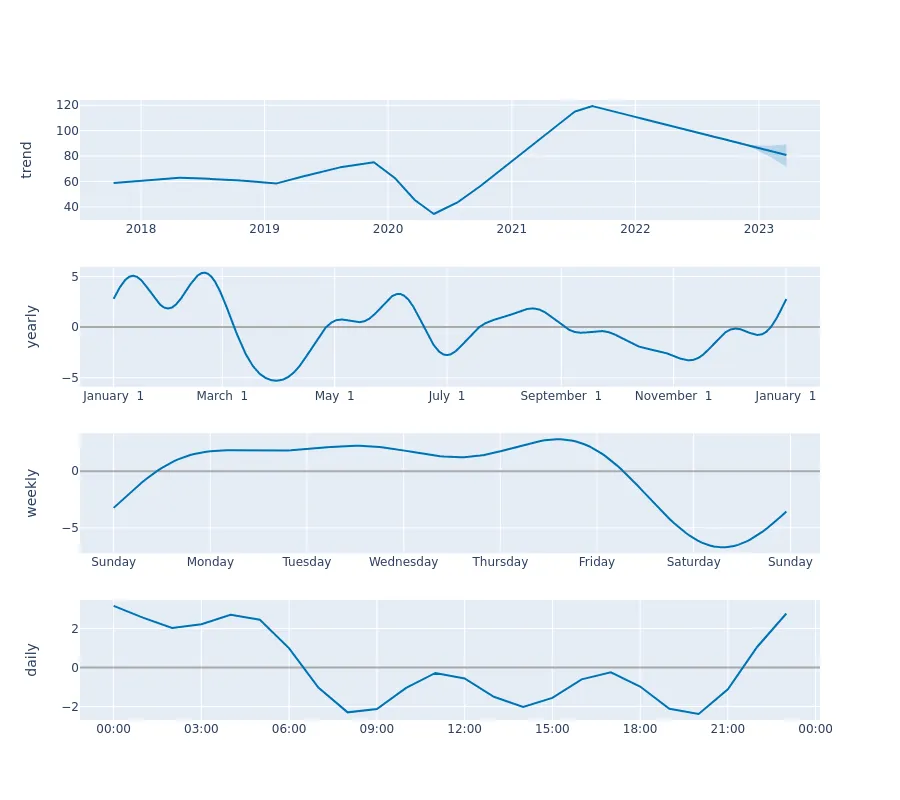 trend
120
100
80
60
40
2018 2019 2020 2021 2022 2023
yearly
5
0
−5
January 1 March 1 May 1 July 1 September 1 November 1 January 1
weekly
0
−5
Sunday Monday Tuesday Wednesday Thursday Friday Saturday Sunday
daily
2
0
−2
00:00 03:00 06:00 09:00 12:00 15:00 18:00 21:00 00:00